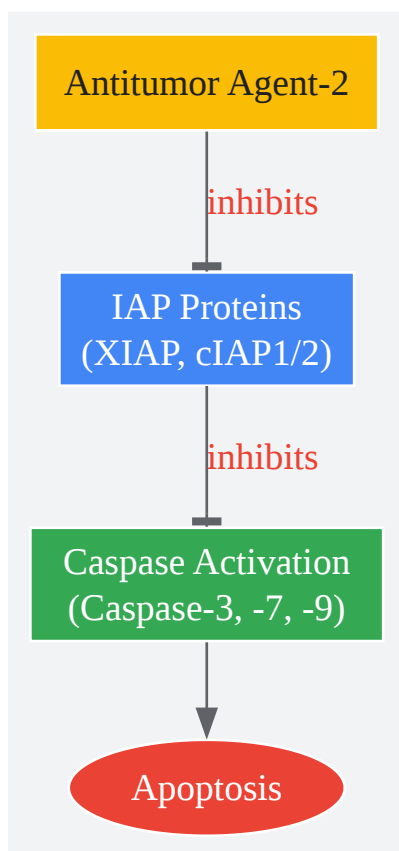 Antitumor Agent-2
inhibits
IAP Proteins
(XIAP, cIAP1/2)
inhibits
Caspase Activation
(Caspase-3, -7, -9)
Apoptosis